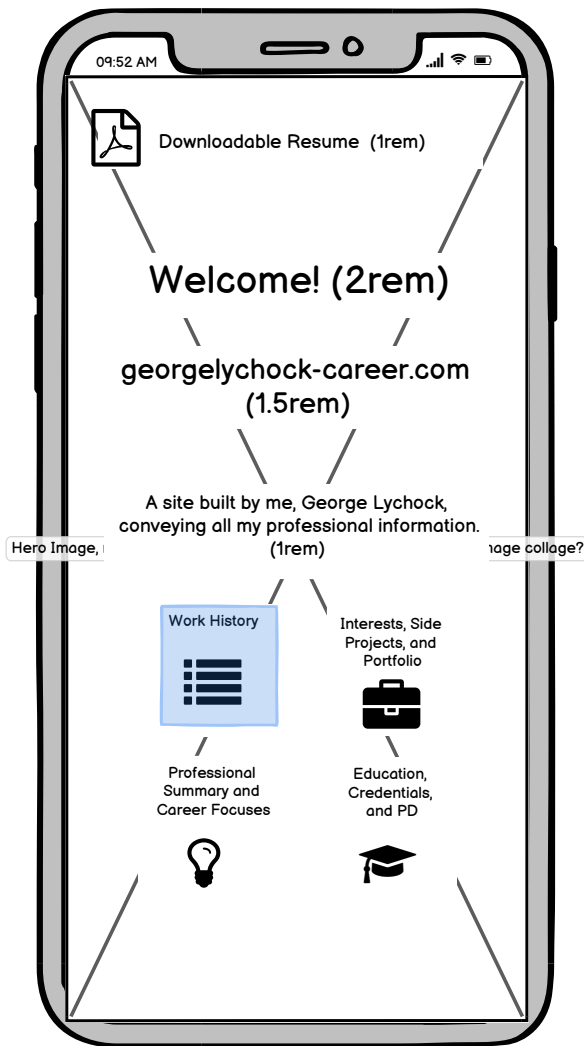 09:52 AM
Downloadable Resume (1rem)
Welcome! (2rem)
georgelychock-career.com
(1.5rem)
A site built by me, George Lychock,
conveying all my professional information.
(1rem)
Hero Image,
collage?
Work History
Interests, Side
Projects, and
Portfolio
Professional
Summary and
Career Focuses
Education,
Credentials,
and PD